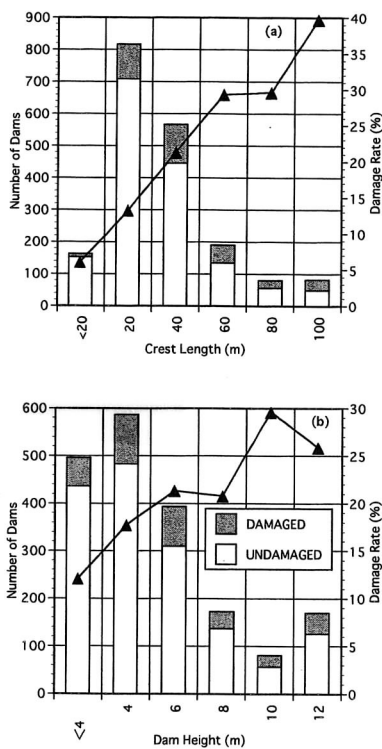 (a)
900
800
700
600
500
400
300
200
100
0
Number of Dams
40
35
30
25
20
15
10
5
0
Damage Rate (%)
<20 20 40 60 80 100
Crest Length (m)
(b)
600
500
400
300
200
100
0
Number of Dams
30
25
20
15
10
5
0
Damage Rate (%)
DAMAGED
UNDAMAGED
<4 4 6 8 10 12
Dam Height (m)